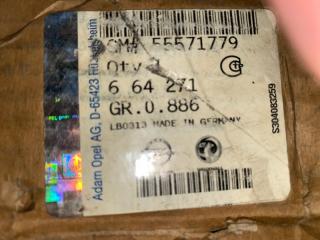 GM# 55571779
Qty 1
6 64 271
GR.0.886
LB0313 MADE IN GERMANY
Adam Opel AG, D-65423 Rüsselsheim
S304083259